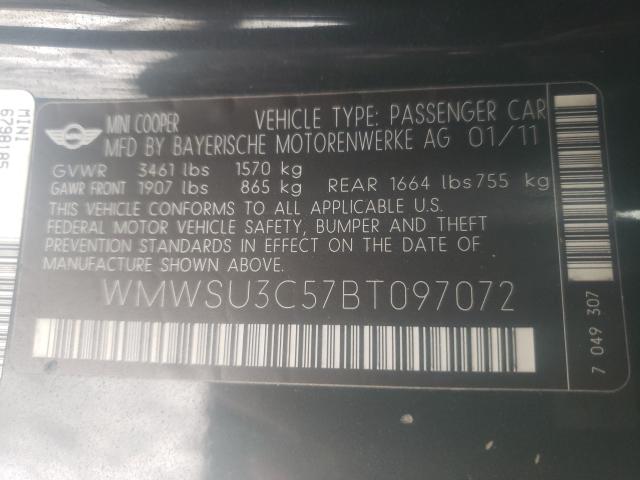 MINI COOPER VEHICLE TYPE: PASSENGER CAR
MFD BY BAYERISCHE MOTORENWERKE AG 01/11
GVWR 3461 lbs 1570 kg
GAWR FRONT 1907 lbs 865 kg REAR 1664 lbs 755 kg
THIS VEHICLE CONFORMS TO ALL APPLICABLE U.S.
FEDERAL MOTOR VEHICLE SAFETY, BUMPER AND THEFT
PREVENTION STANDARDS IN EFFECT ON THE DATE OF
MANUFACTURE SHOWN ABOVE.
WMWSU3C57BT097072
7 049 307
MINI
6798185